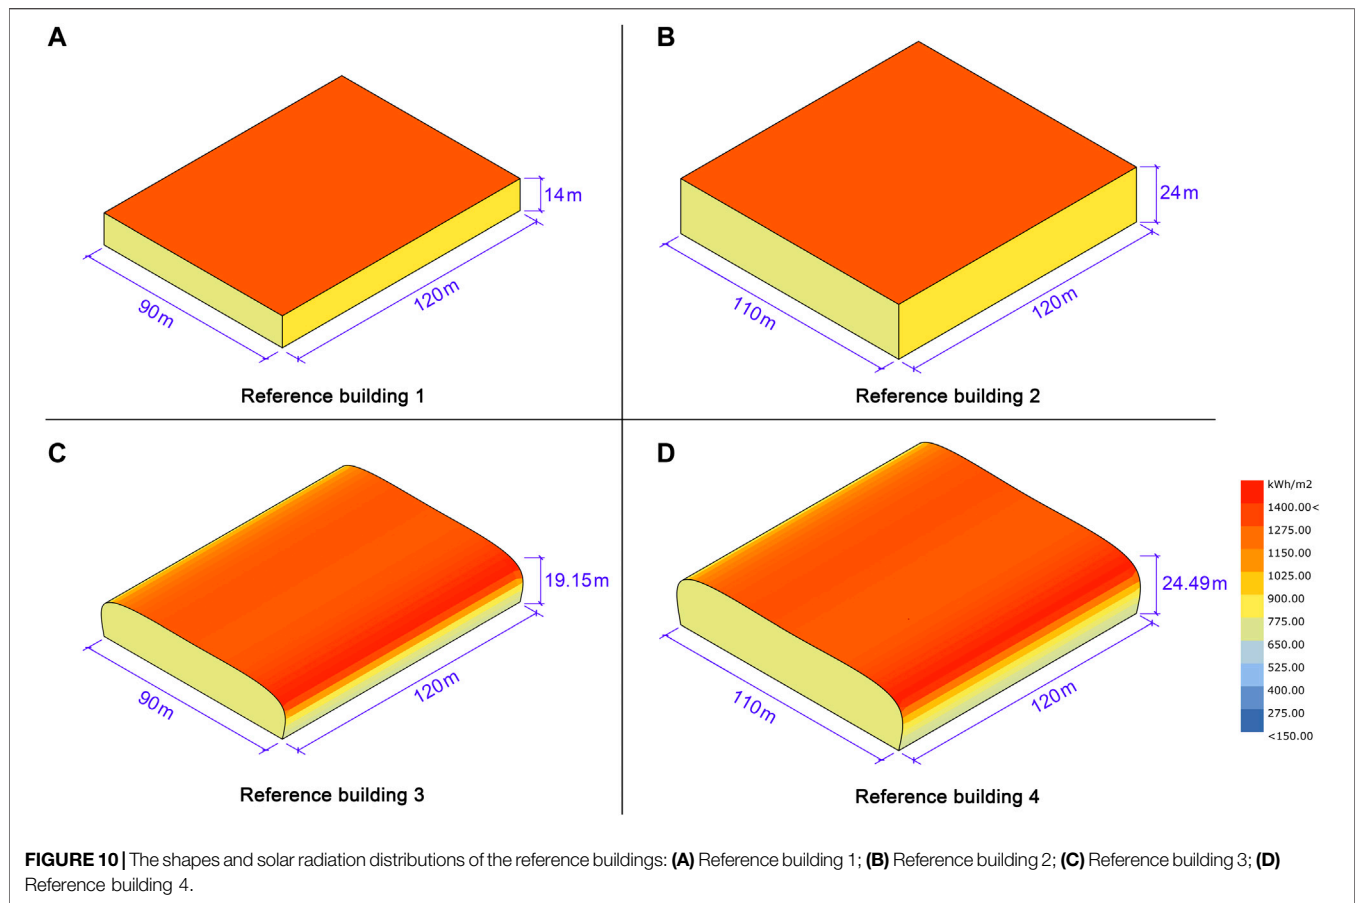 A
14m
90m
120m
Reference building 1
B
24m
110m
120m
Reference building 2
C
19.15m
90m
120m
Reference building 3
D
24.49m
110m
120m
Reference building 4
kWh/m2
1400.00<
1275.00
1150.00
1025.00
900.00
775.00
650.00
525.00
400.00
275.00
<150.00
FIGURE 10 | The shapes and solar radiation distributions of the reference buildings: (A) Reference building 1; (B) Reference building 2; (C) Reference building 3; (D)
Reference building 4.